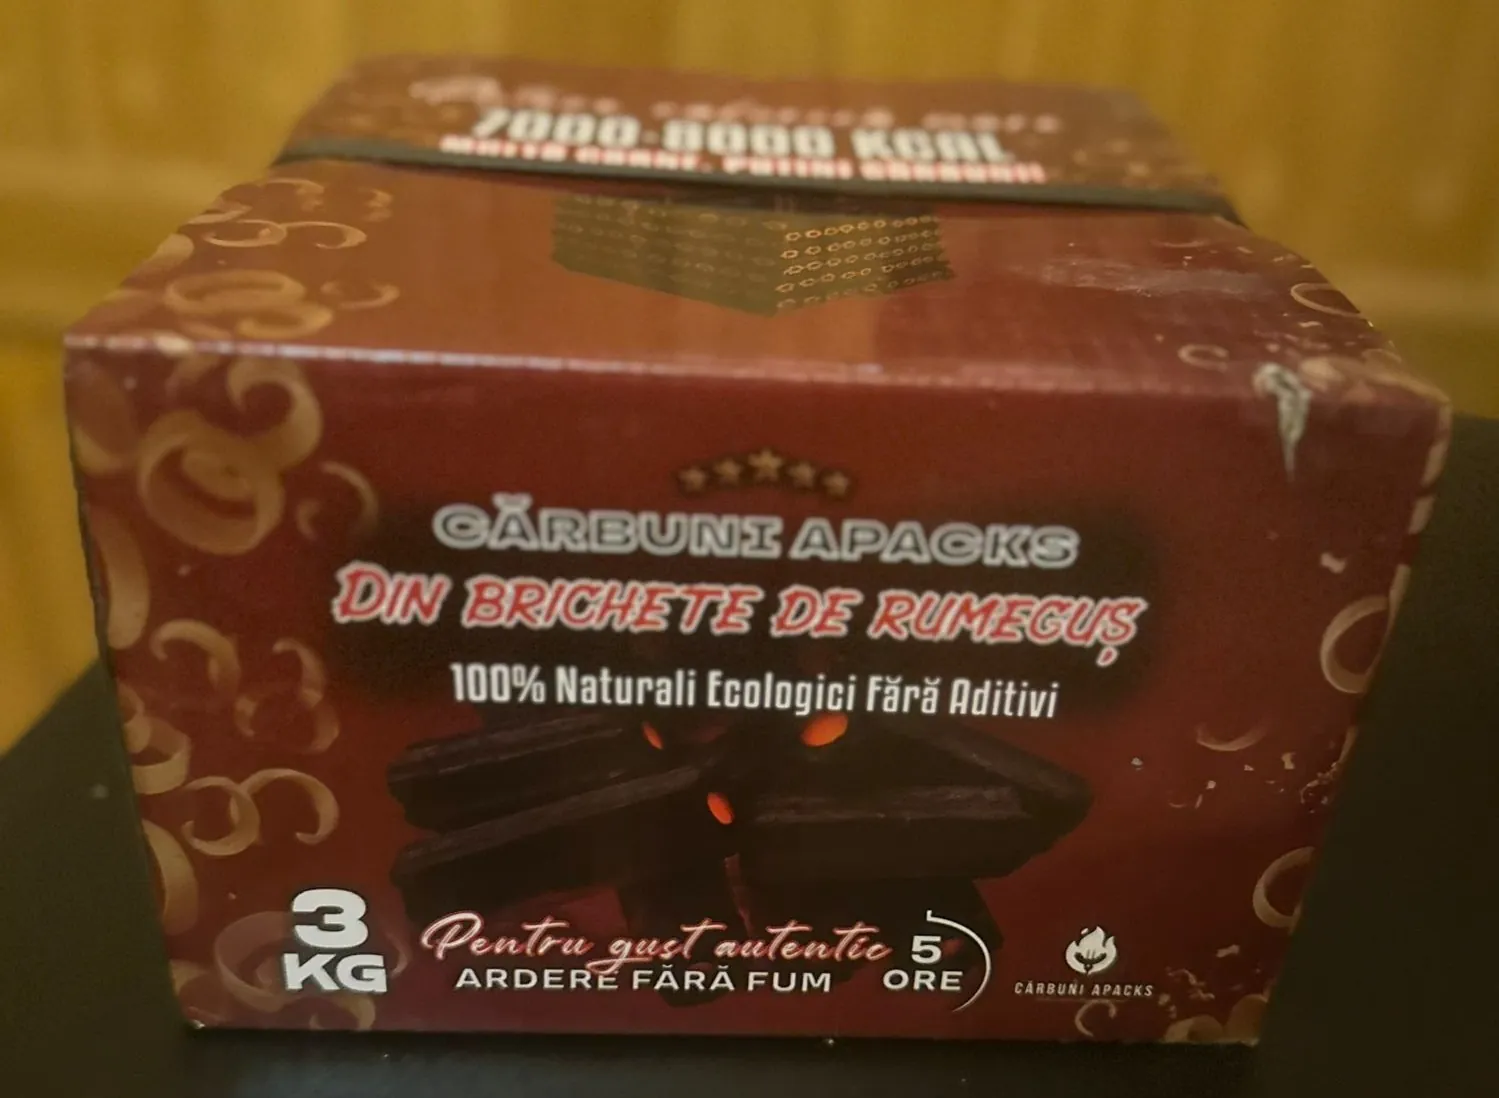 7000-8000 KCAL
CĂRBUNI APACKS
DIN BRICHETE DE RUMEGUȘ
100% Naturali Ecologici Fără Aditivi
3
KG
Pentru gust autentic
ARDERE FĂRĂ FUM
5
ORE
CĂRBUNI APACKS